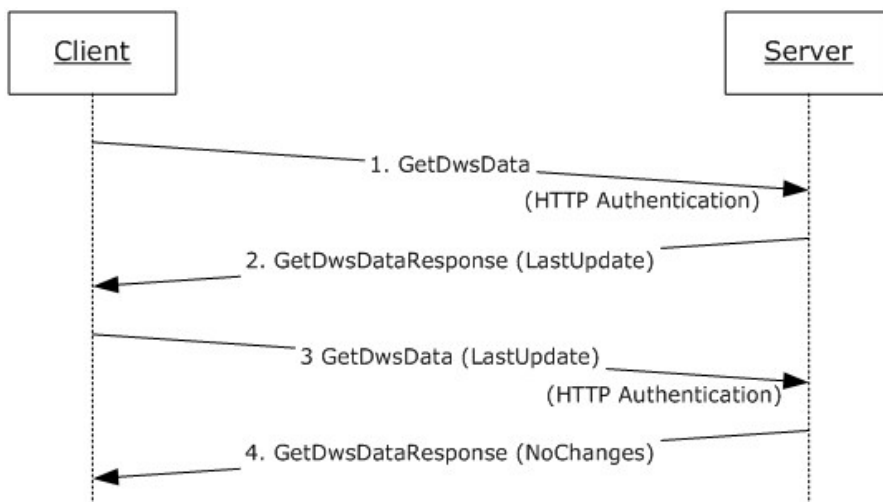 Client
Server
1. GetDwsData
(HTTP Authentication)
2. GetDwsDataResponse (LastUpdate)
3 GetDwsData (LastUpdate)
(HTTP Authentication)
4. GetDwsDataResponse (NoChanges)